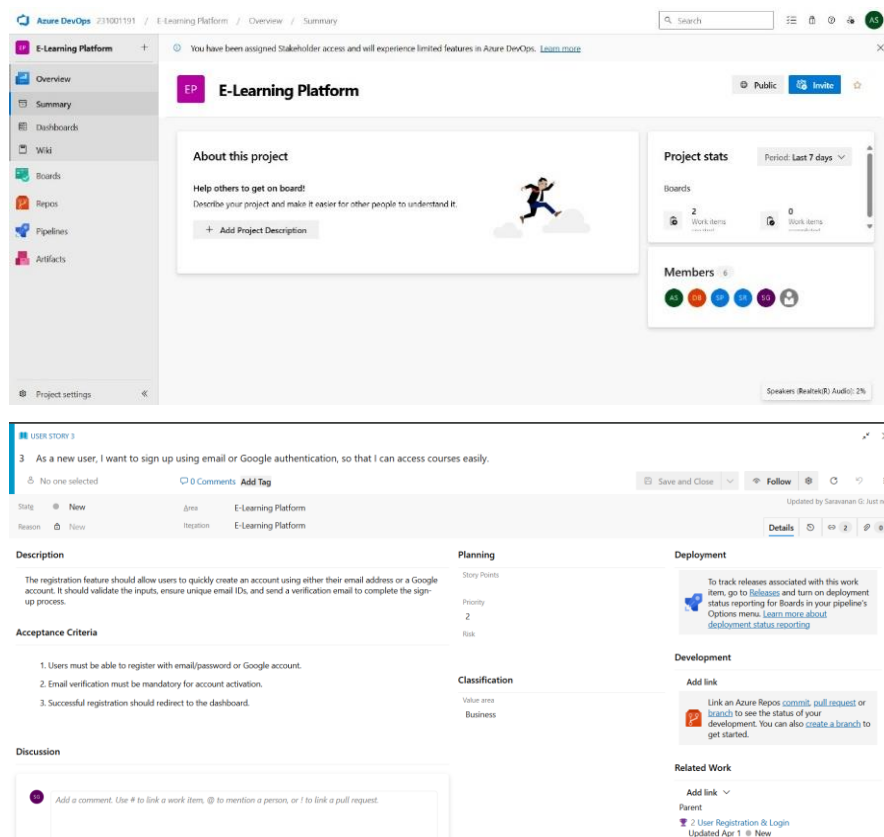 Azure DevOps 231001191 / E-Learning Platform / Overview / Summary
Search
AS
EP E-Learning Platform +
You have been assigned Stakeholder access and will experience limited features in Azure DevOps. Learn more
Overview
Summary
Dashboards
Wiki
Boards
Repos
Pipelines
Artifacts
Project settings
EP E-Learning Platform
Public
Invite
About this project
Help others to get on board!
Describe your project and make it easier for other people to understand it.
+ Add Project Description
Project stats
Period: Last 7 days
Boards
2
Work items
0
Work items
Members 6
AS DB SP SR SG
Speakers (Realtek(R) Audio): 2%
USER STORY 3
3 As a new user, I want to sign up using email or Google authentication, so that I can access courses easily.
No one selected
0 Comments Add Tag
Save and Close
Follow
State New
Area E-Learning Platform
Updated by Saravanan G: Just
Reason New
Iteration E-Learning Platform
Details
2
0
Description
The registration feature should allow users to quickly create an account using either their email address or a Google
account. It should validate the inputs, ensure unique email IDs, and send a verification email to complete the sign-
up process.
Acceptance Criteria
1. Users must be able to register with email/password or Google account.
2. Email verification must be mandatory for account activation.
3. Successful registration should redirect to the dashboard.
Discussion
SG
Add a comment. Use # to link a work item, @ to mention a person, or ! to link a pull request.
Planning
Story Points
Priority
2
Risk
Classification
Value area
Business
Deployment
To track releases associated with this work
item, go to Releases and turn on deployment
status reporting for Boards in your pipeline's
Options menu. Learn more about
deployment status reporting
Development
Add link
Link an Azure Repos commit, pull request or
branch to see the status of your
development. You can also create a branch to
get started.
Related Work
Add link
Parent
2 User Registration & Login
Updated Apr 1 New